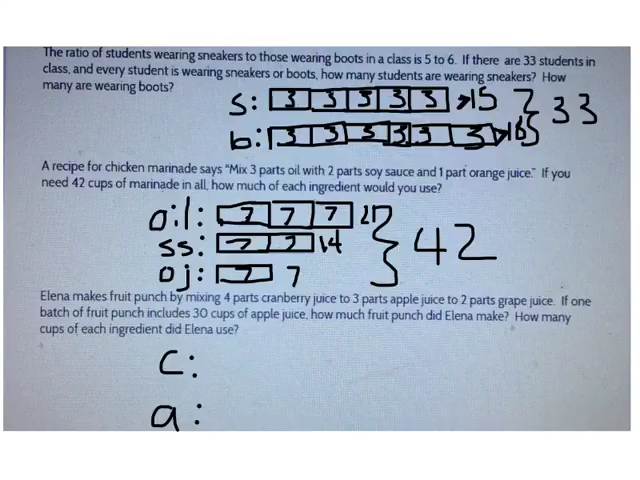 The ratio of students wearing sneakers to those wearing boots in a class is 5 to 6. If there are 33 students in
class, and every student is wearing sneakers or boots, how many students are wearing sneakers? How
many are wearing boots?
s: 3 3 3 3 3 15 33
b: 3 3 3 3 3 3 18
A recipe for chicken marinade says "Mix 3 parts oil with 2 parts soy sauce and 1 part orange juice." If you
need 42 cups of marinade in all, how much of each ingredient would you use?
oil: 7 7 7 21
ss: 7 7 14 42
oj: 7 7
Elena makes fruit punch by mixing 4 parts cranberry juice to 3 parts apple juice to 2 parts grape juice. If one
batch of fruit punch includes 30 cups of apple juice, how much fruit punch did Elena make? How many
cups of each ingredient did Elena use?
c:
a: